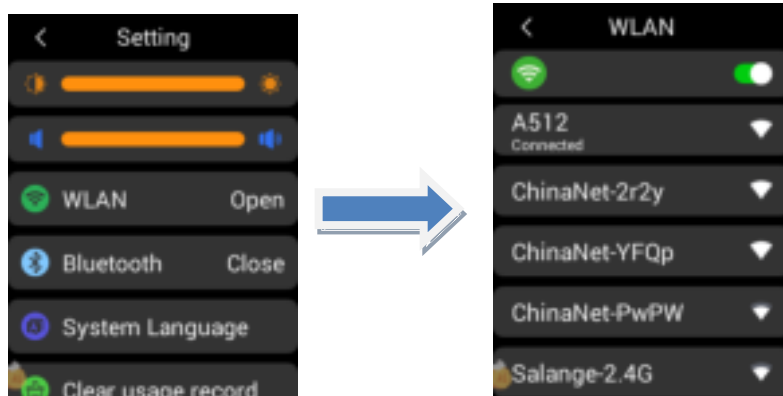 Setting
WLAN Open
Bluetooth Close
System Language
Clear usage record
WLAN
A512
Connected
ChinaNet-2r2y
ChinaNet-YFQp
ChinaNet-PwPW
Salange-2.4G